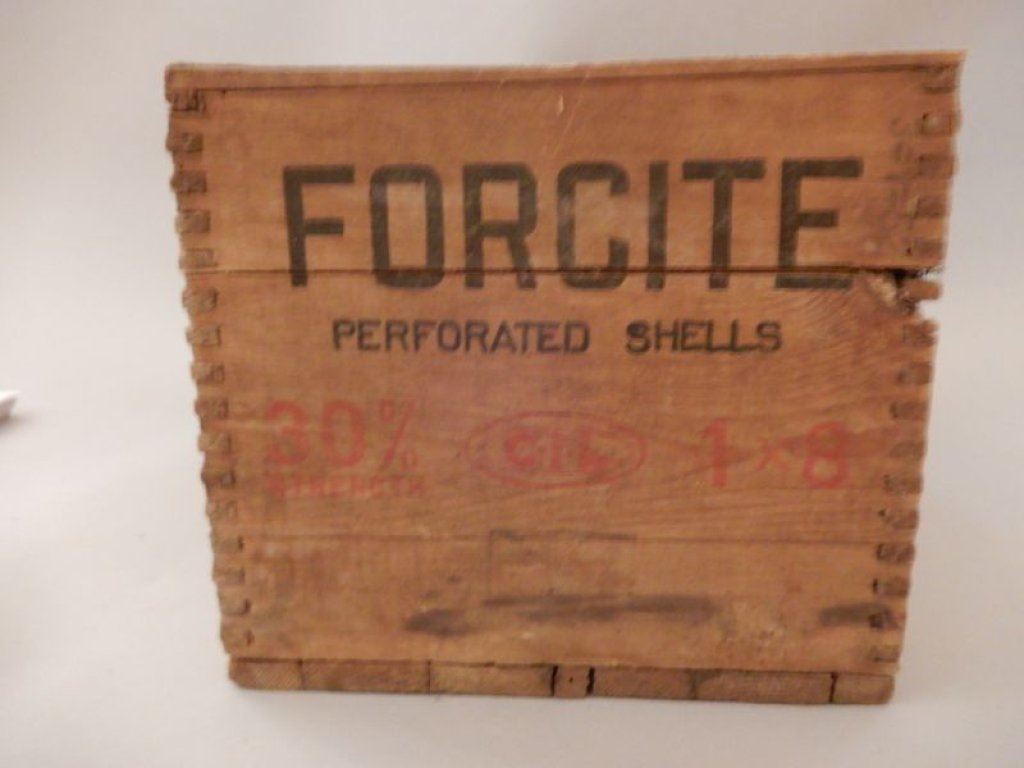 FORCITE
PERFORATED SHELLS
30% CIL 1 x 8
STRENGTH